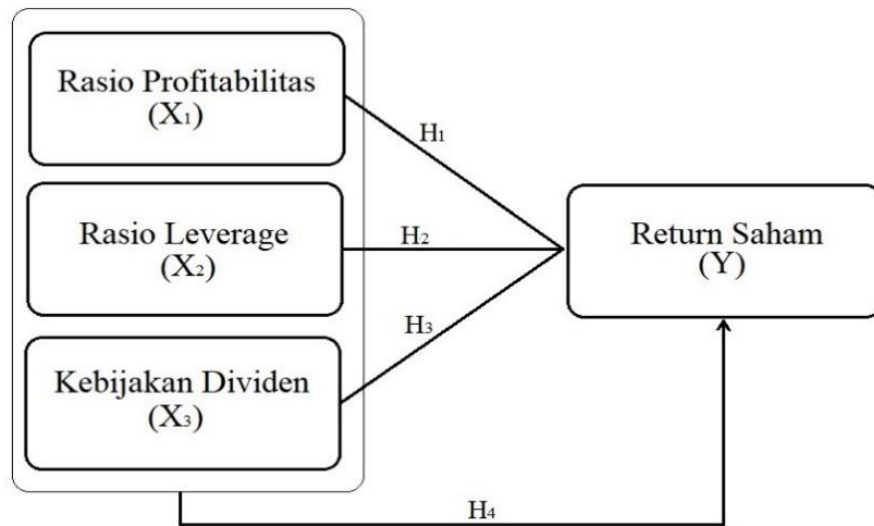 Rasio Profitabilitas
(X₁)
H₁
Rasio Leverage
(X₂)
H₂
Return Saham
(Y)
H₃
Kebijakan Dividen
(X₃)
H₄